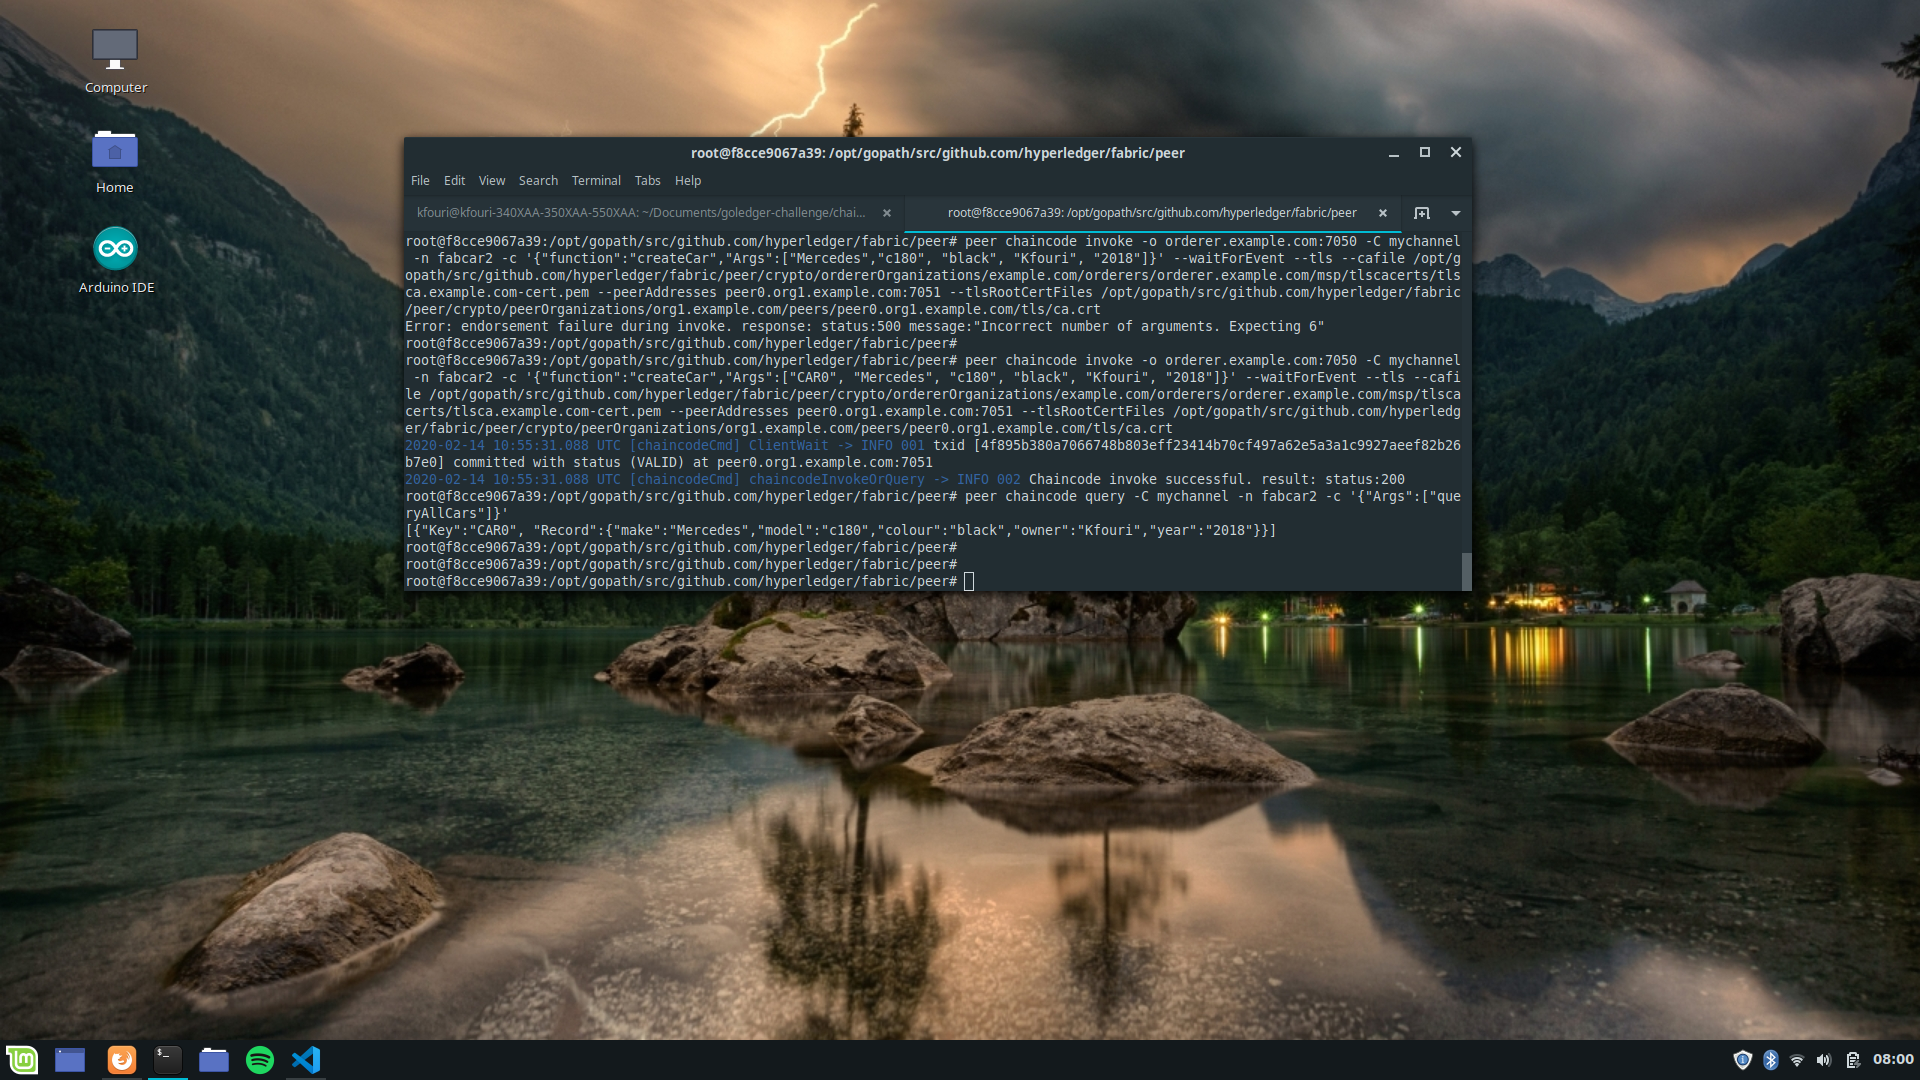 Computer
Home
Arduino IDE
root@f8cce9067a39: /opt/gopath/src/github.com/hyperledger/fabric/peer
File Edit View Search Terminal Tabs Help
kfouri@kfouri-340XAA-350XAA-550XAA: ~/Documents/goledger-challenge/chai...
root@f8cce9067a39: /opt/gopath/src/github.com/hyperledger/fabric/peer
root@f8cce9067a39:/opt/gopath/src/github.com/hyperledger/fabric/peer# peer chaincode invoke -o orderer.example.com:7050 -C mychannel
 -n fabcar2 -c '{"function":"createCar","Args":["Mercedes","c180", "black", "Kfouri", "2018"]}' --waitForEvent --tls --cafile /opt/g
opath/src/github.com/hyperledger/fabric/peer/crypto/ordererOrganizations/example.com/orderers/orderer.example.com/msp/tlscacerts/tls
ca.example.com-cert.pem --peerAddresses peer0.org1.example.com:7051 --tlsRootCertFiles /opt/gopath/src/github.com/hyperledger/fabric
/peer/crypto/peerOrganizations/org1.example.com/peers/peer0.org1.example.com/tls/ca.crt
Error: endorsement failure during invoke. response: status:500 message:"Incorrect number of arguments. Expecting 6"
root@f8cce9067a39:/opt/gopath/src/github.com/hyperledger/fabric/peer#
root@f8cce9067a39:/opt/gopath/src/github.com/hyperledger/fabric/peer# peer chaincode invoke -o orderer.example.com:7050 -C mychannel
 -n fabcar2 -c '{"function":"createCar","Args":["CAR0", "Mercedes", "c180", "black", "Kfouri", "2018"]}' --waitForEvent --tls --cafi
le /opt/gopath/src/github.com/hyperledger/fabric/peer/crypto/ordererOrganizations/example.com/orderers/orderer.example.com/msp/tlsca
certs/tlsca.example.com-cert.pem --peerAddresses peer0.org1.example.com:7051 --tlsRootCertFiles /opt/gopath/src/github.com/hyperledg
er/fabric/peer/crypto/peerOrganizations/org1.example.com/peers/peer0.org1.example.com/tls/ca.crt
2020-02-14 10:55:31.088 UTC [chaincodeCmd] ClientWait -> INFO 001 txid [4f895b380a7066748b803eff23414b70cf497a62e5a3a1c9927aeef82b26
b7e0] committed with status (VALID) at peer0.org1.example.com:7051
2020-02-14 10:55:31.088 UTC [chaincodeCmd] chaincodeInvokeOrQuery -> INFO 002 Chaincode invoke successful. result: status:200
root@f8cce9067a39:/opt/gopath/src/github.com/hyperledger/fabric/peer# peer chaincode query -C mychannel -n fabcar2 -c '{"Args":["que
ryAllCars"]}'
[{"Key":"CAR0", "Record":{"make":"Mercedes","model":"c180","colour":"black","owner":"Kfouri","year":"2018"}}]
root@f8cce9067a39:/opt/gopath/src/github.com/hyperledger/fabric/peer#
root@f8cce9067a39:/opt/gopath/src/github.com/hyperledger/fabric/peer#
root@f8cce9067a39:/opt/gopath/src/github.com/hyperledger/fabric/peer#
08:00